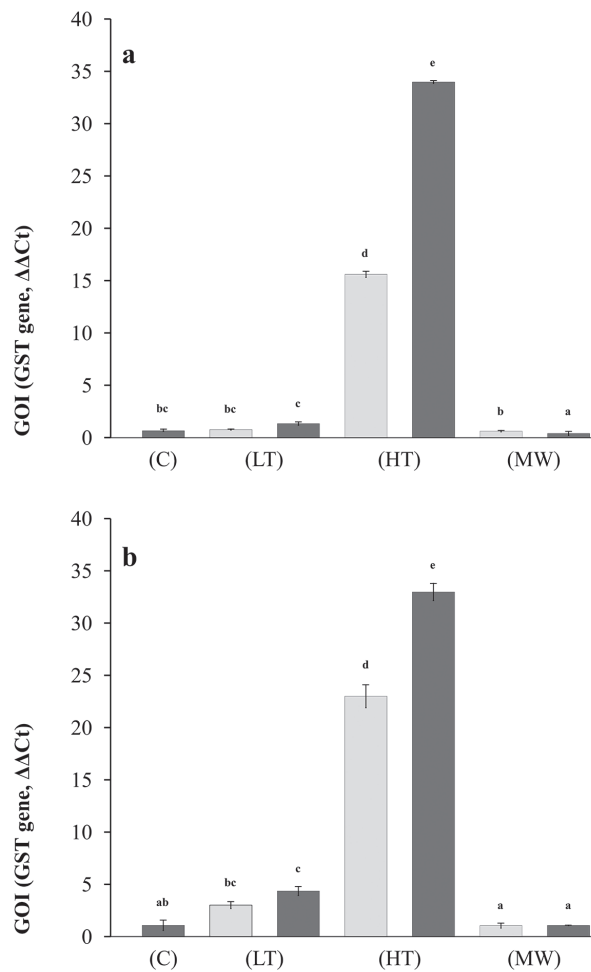 a
GOI (GST gene, ΔΔCt)
40
35
30
25
20
15
10
5
0
bc
bc
c
d
e
b
a
(C) (LT) (HT) (MW)
b
GOI (GST gene, ΔΔCt)
40
35
30
25
20
15
10
5
0
ab
bc
c
d
e
a
a
(C) (LT) (HT) (MW)